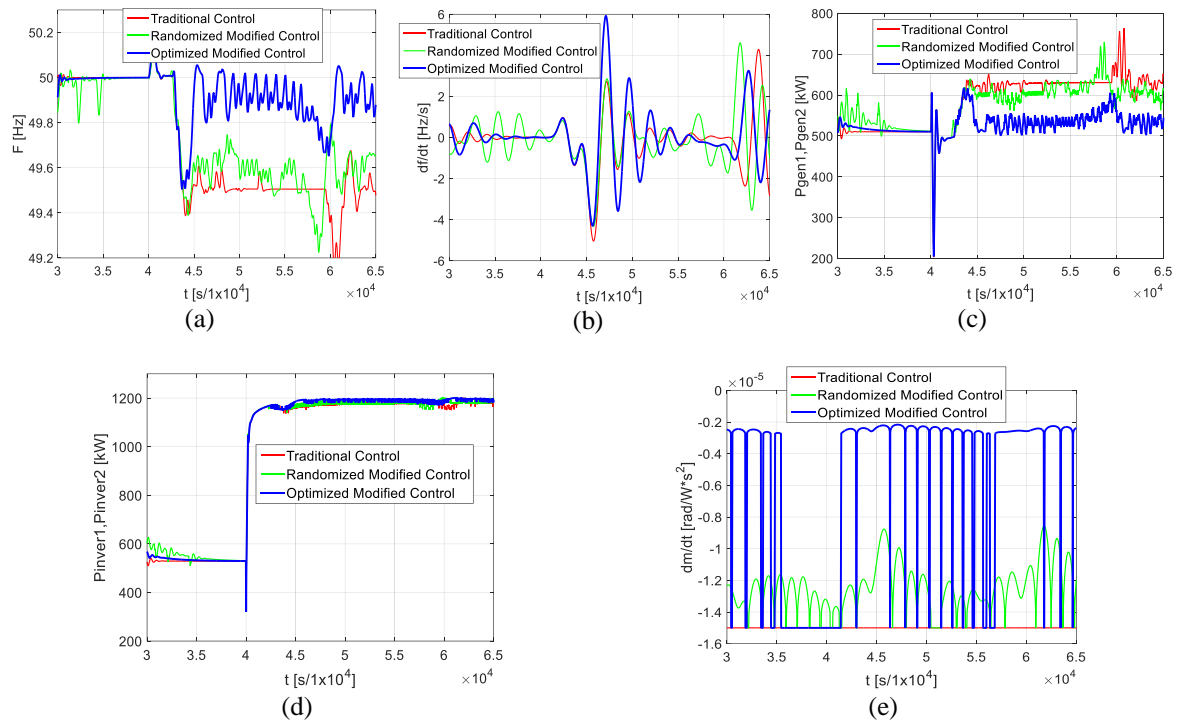 50.2
50
49.8
49.6
49.4
49.2
F [Hz]
Traditional Control
Randomized Modified Control
Optimized Modified Control
3
3.5
4
4.5
5
5.5
6
6.5
t [s/1x10^4]
×10^4
(a)
6
4
2
0
-2
-4
-6
df/dt [Hz/s]
Traditional Control
Randomized Modified Control
Optimized Modified Control
3
3.5
4
4.5
5
5.5
6
6.5
t [s/1x10^4]
×10^4
(b)
800
700
600
500
400
300
200
Pgen1,Pgen2 [kW]
Traditional Control
Randomized Modified Control
Optimized Modified Control
3
3.5
4
4.5
5
5.5
6
6.5
t [s/1x10^4]
×10^4
(c)
1200
1000
800
600
400
200
Pinver1,Pinver2 [kW]
Traditional Control
Randomized Modified Control
Optimized Modified Control
3
3.5
4
4.5
5
5.5
6
6.5
t [s/1x10^4]
×10^4
(d)
×10^-5
0
-0.2
-0.4
-0.6
-0.8
-1
-1.2
-1.4
-1.6
dm/dt [rad/W*s^2]
Traditional Control
Randomized Modified Control
Optimized Modified Control
3
3.5
4
4.5
5
5.5
6
6.5
t [s/1x10^4]
×10^4
(e)